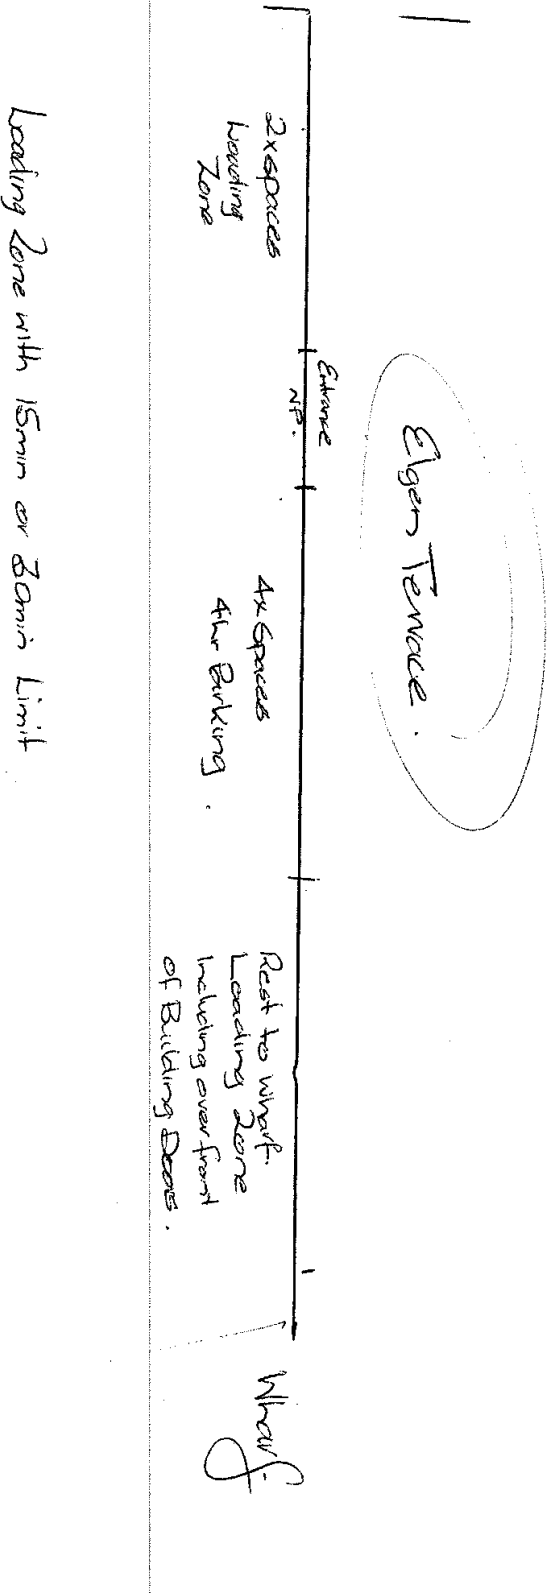 Elgen Terrace.
Entrance
NP.
2x spaces
Loading
Zone
4x Spaces
4hr Parking.
Rest to Wharf.
Loading Zone
Including over front
of Building Doors.
Wharf.
Loading Zone with 15min or 30min Limit